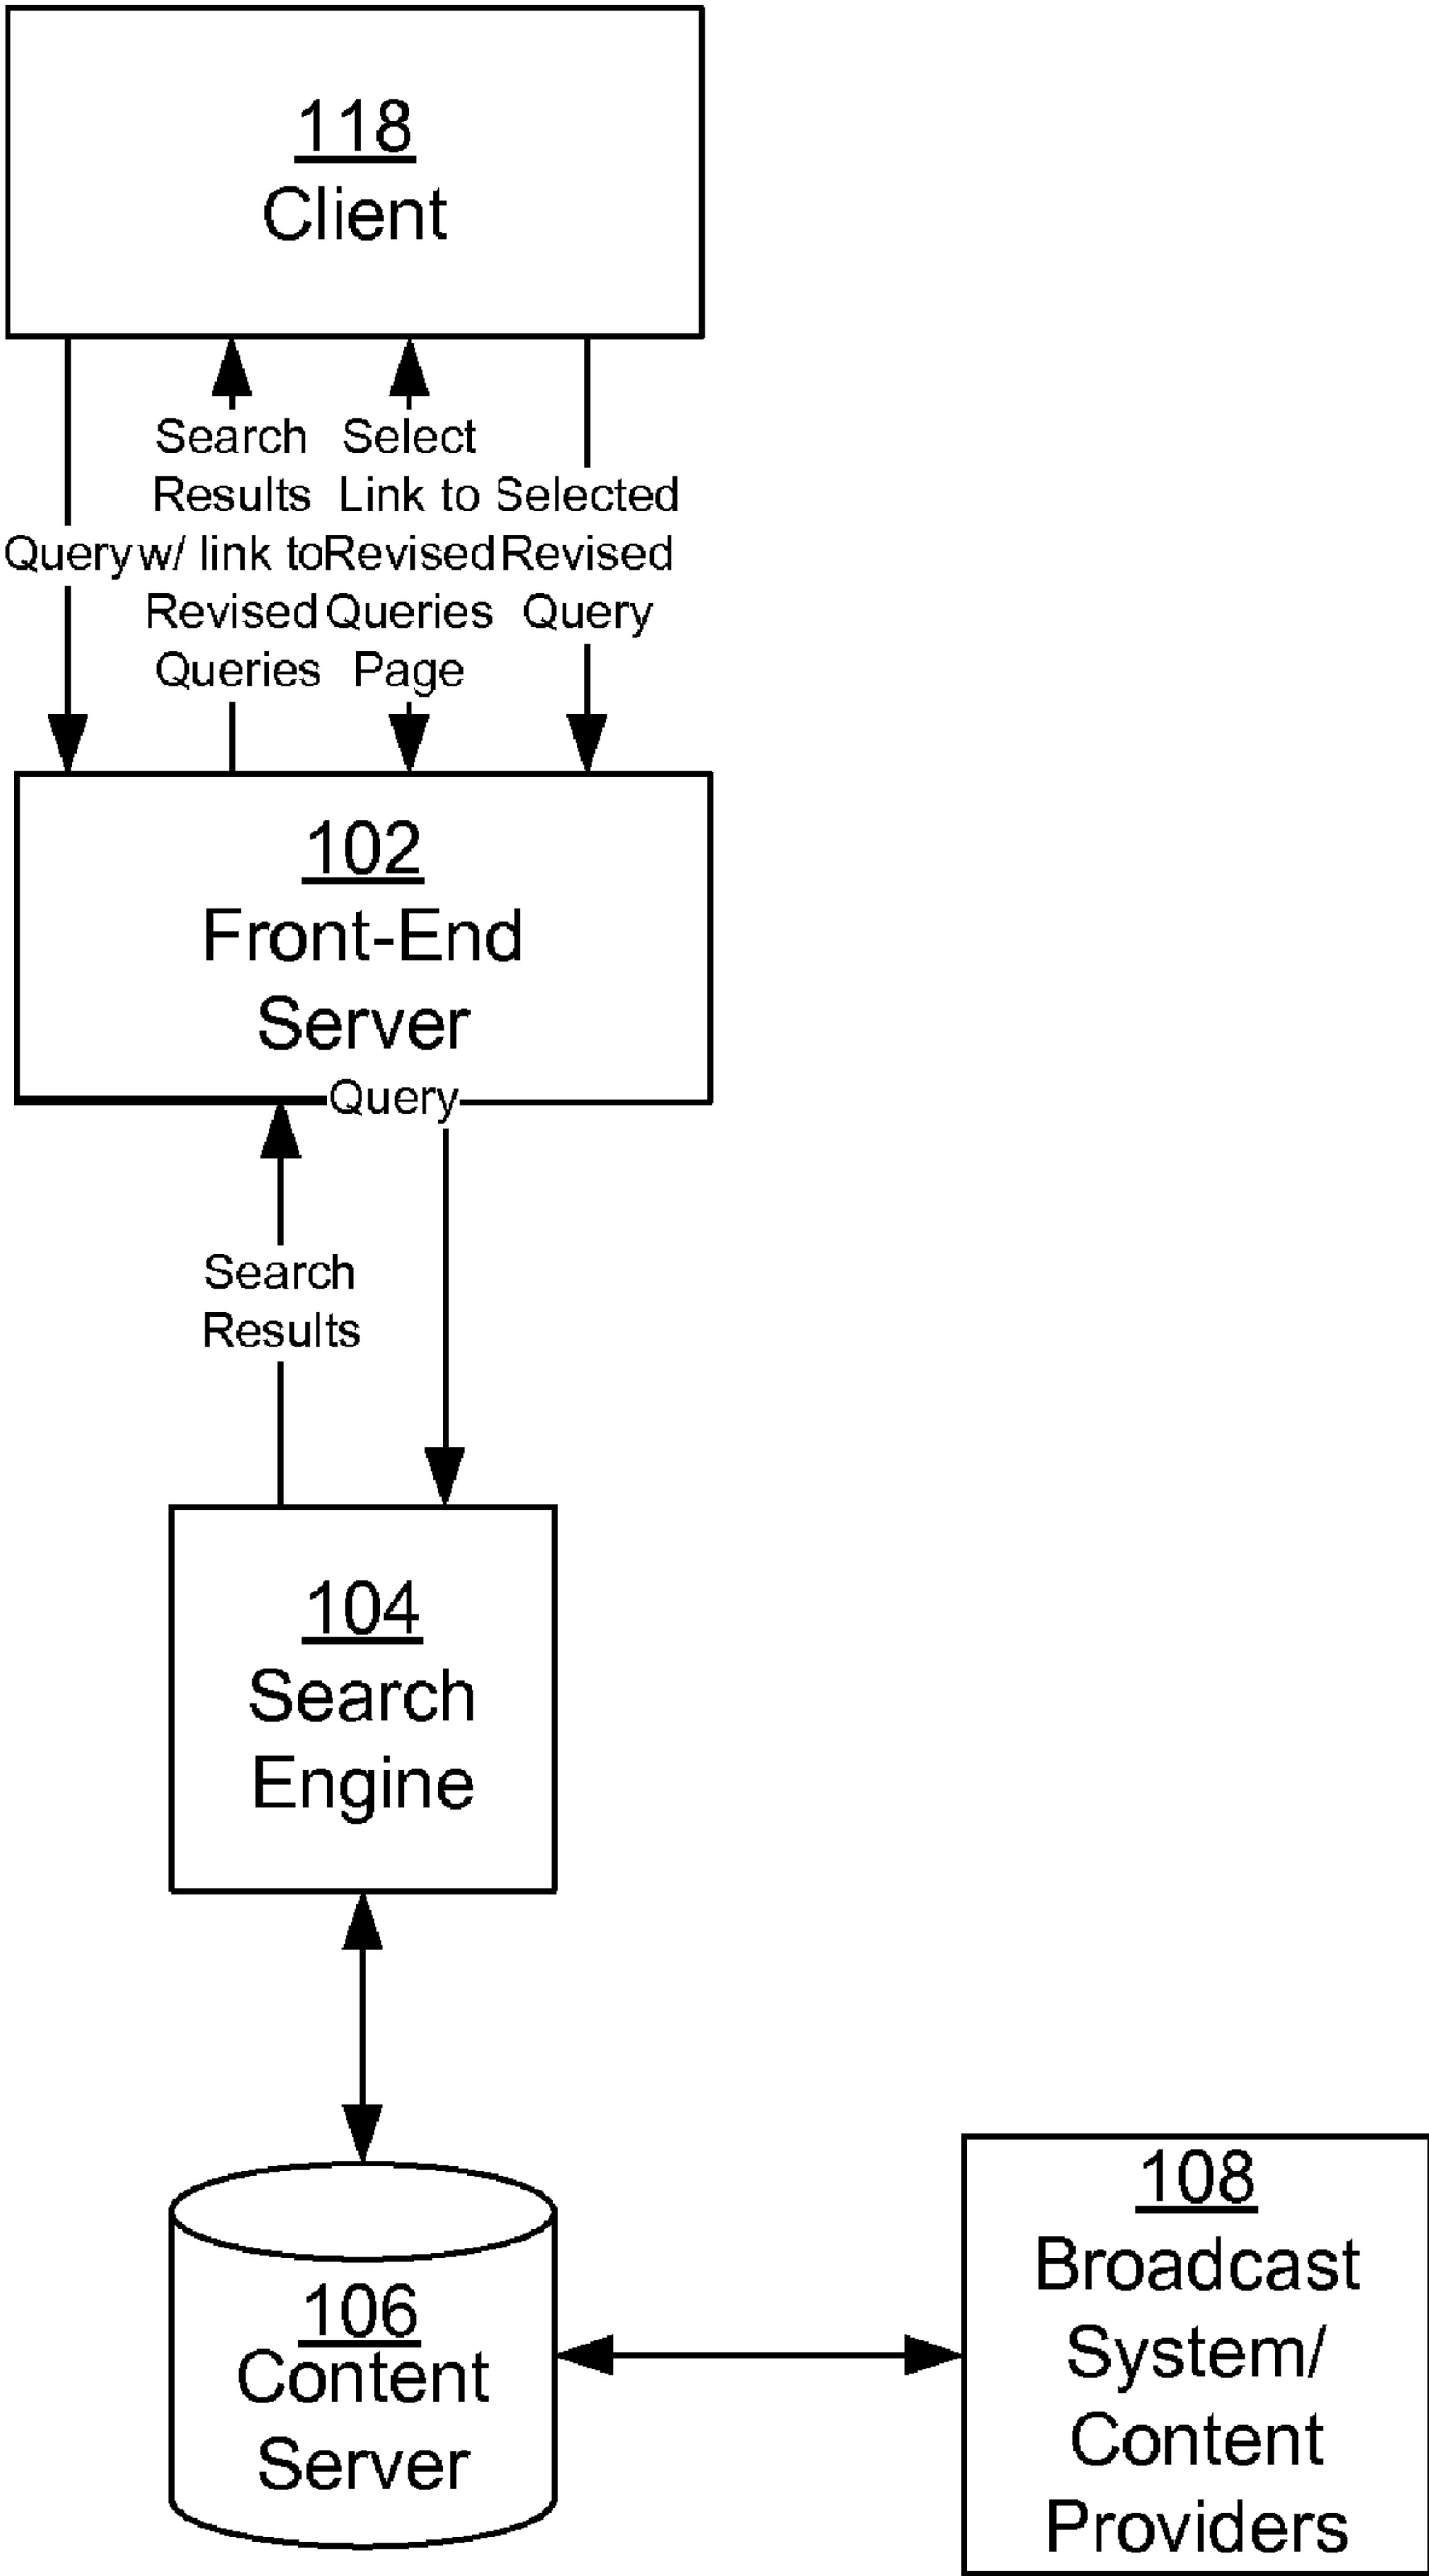 118
Client
Query
Search
Results
w/ link to
Revised
Queries
Select
Link to
Revised
Queries
Page
Selected
Revised
Query
102
Front-End
Server
Query
Search
Results
104
Search
Engine
106
Content
Server
108
Broadcast
System/
Content
Providers